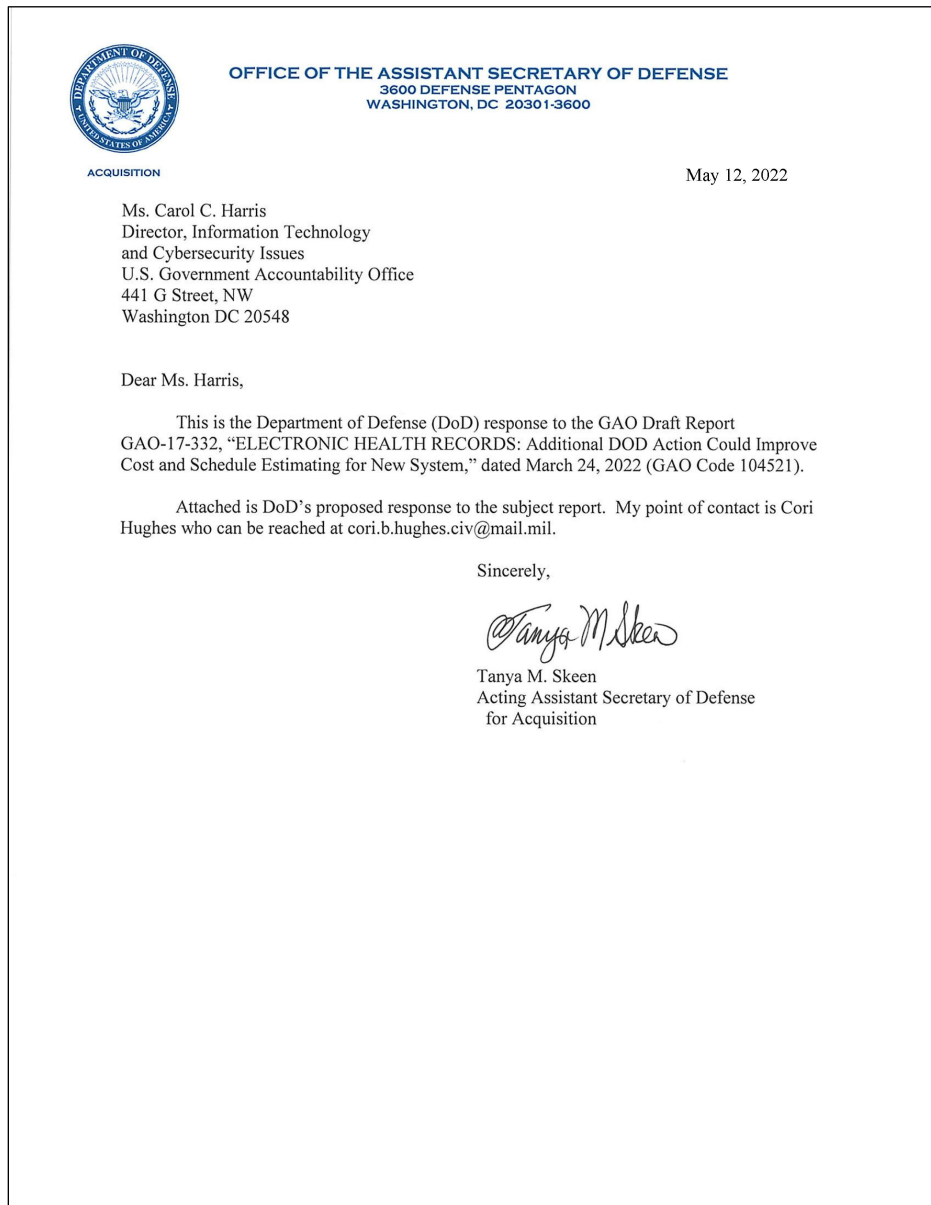 DEPARTMENT OF DEFENSE
UNITED STATES OF AMERICA
OFFICE OF THE ASSISTANT SECRETARY OF DEFENSE
3600 DEFENSE PENTAGON
WASHINGTON, DC 20301-3600
ACQUISITION
May 12, 2022
Ms. Carol C. Harris
Director, Information Technology
and Cybersecurity Issues
U.S. Government Accountability Office
441 G Street, NW
Washington DC 20548
Dear Ms. Harris,
This is the Department of Defense (DoD) response to the GAO Draft Report
GAO-17-332, “ELECTRONIC HEALTH RECORDS: Additional DOD Action Could Improve
Cost and Schedule Estimating for New System,” dated March 24, 2022 (GAO Code 104521).
Attached is DoD’s proposed response to the subject report. My point of contact is Cori
Hughes who can be reached at cori.b.hughes.civ@mail.mil.
Sincerely,
Tanya M Skeen
Tanya M. Skeen
Acting Assistant Secretary of Defense
for Acquisition